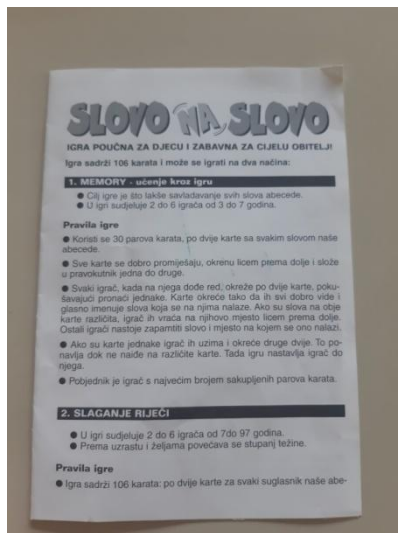 SLOVO NA SLOVO
IGRA POUČNA ZA DJECU I ZABAVNA ZA CIJELU OBITELJ!
Igra sadrži 106 karata i može se igrati na dva načina:
1. MEMORY - učenje kroz igru
● Cilj igre je što lakše savladavanje svih slova abecede.
● U igri sudjeluje 2 do 6 igrača od 3 do 7 godina.
Pravila igre
● Koristi se 30 parova karata, po dvije karte sa svakim slovom naše
abecede.
● Sve karte se dobro promiješaju, okrenu licem prema dolje i slože
u pravokutnik jedna do druge.
● Svaki igrač, kada na njega dođe red, okreće po dvije karte, poku-
šavajući pronaći jednake. Karte okreće tako da ih svi dobro vide i
glasno imenuje slova koja se na njima nalaze. Ako su slova na obje
karte različita, igrač ih vraća na njihovo mjesto licem prema dolje.
Ostali igrači nastoje zapamtiti slovo i mjesto na kojem se ono nalazi.
● Ako su karte jednake igrač ih uzima i okreće druge dvije. To po-
navlja dok ne naiđe na različite karte. Tada igru nastavlja igrač do
njega.
● Pobjednik je igrač s najvećim brojem sakupljenih parova karata.
2. SLAGANJE RIJEČI
● U igri sudjeluje 2 do 6 igrača od 7do 97 godina.
● Prema uzrastu i željama povećava se stupanj težine.
Pravila igre
● Igra sadrži 106 karata: po dvije karte za svaki suglasnik naše abe-